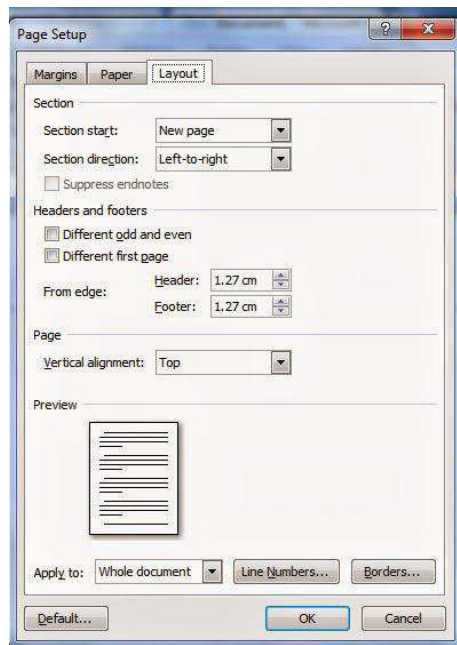 Page Setup
Margins Paper Layout
Section
Section start: New page
Section direction: Left-to-right
Suppress endnotes
Headers and footers
Different odd and even
Different first page
From edge: Header: 1.27 cm
Footer: 1.27 cm
Page
Vertical alignment: Top
Preview
Apply to: Whole document Line Numbers... Borders...
Default... OK Cancel